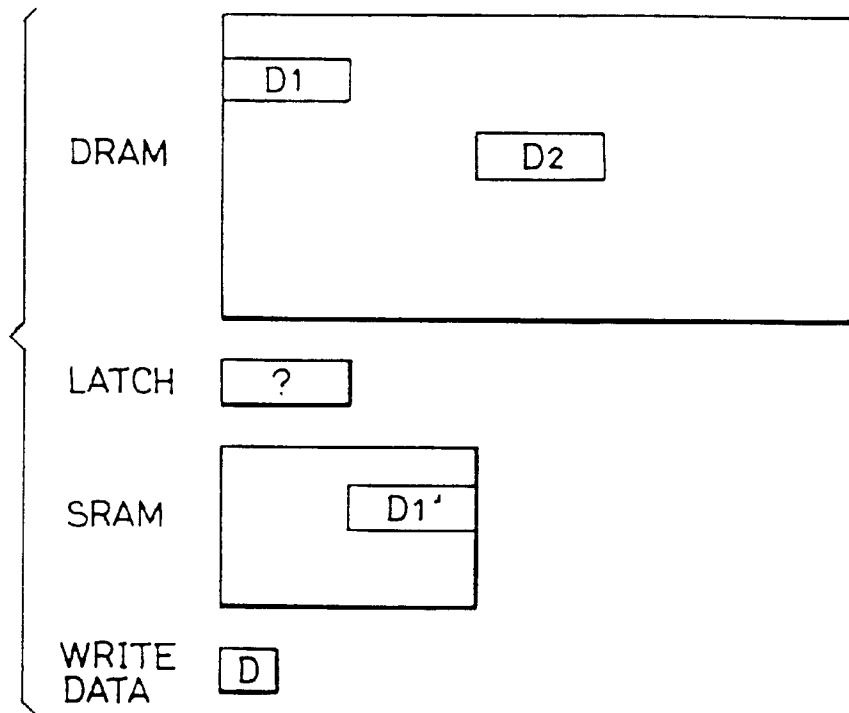 D1
DRAM
D2
LATCH
?
SRAM
D1'
WRITE
DATA
D